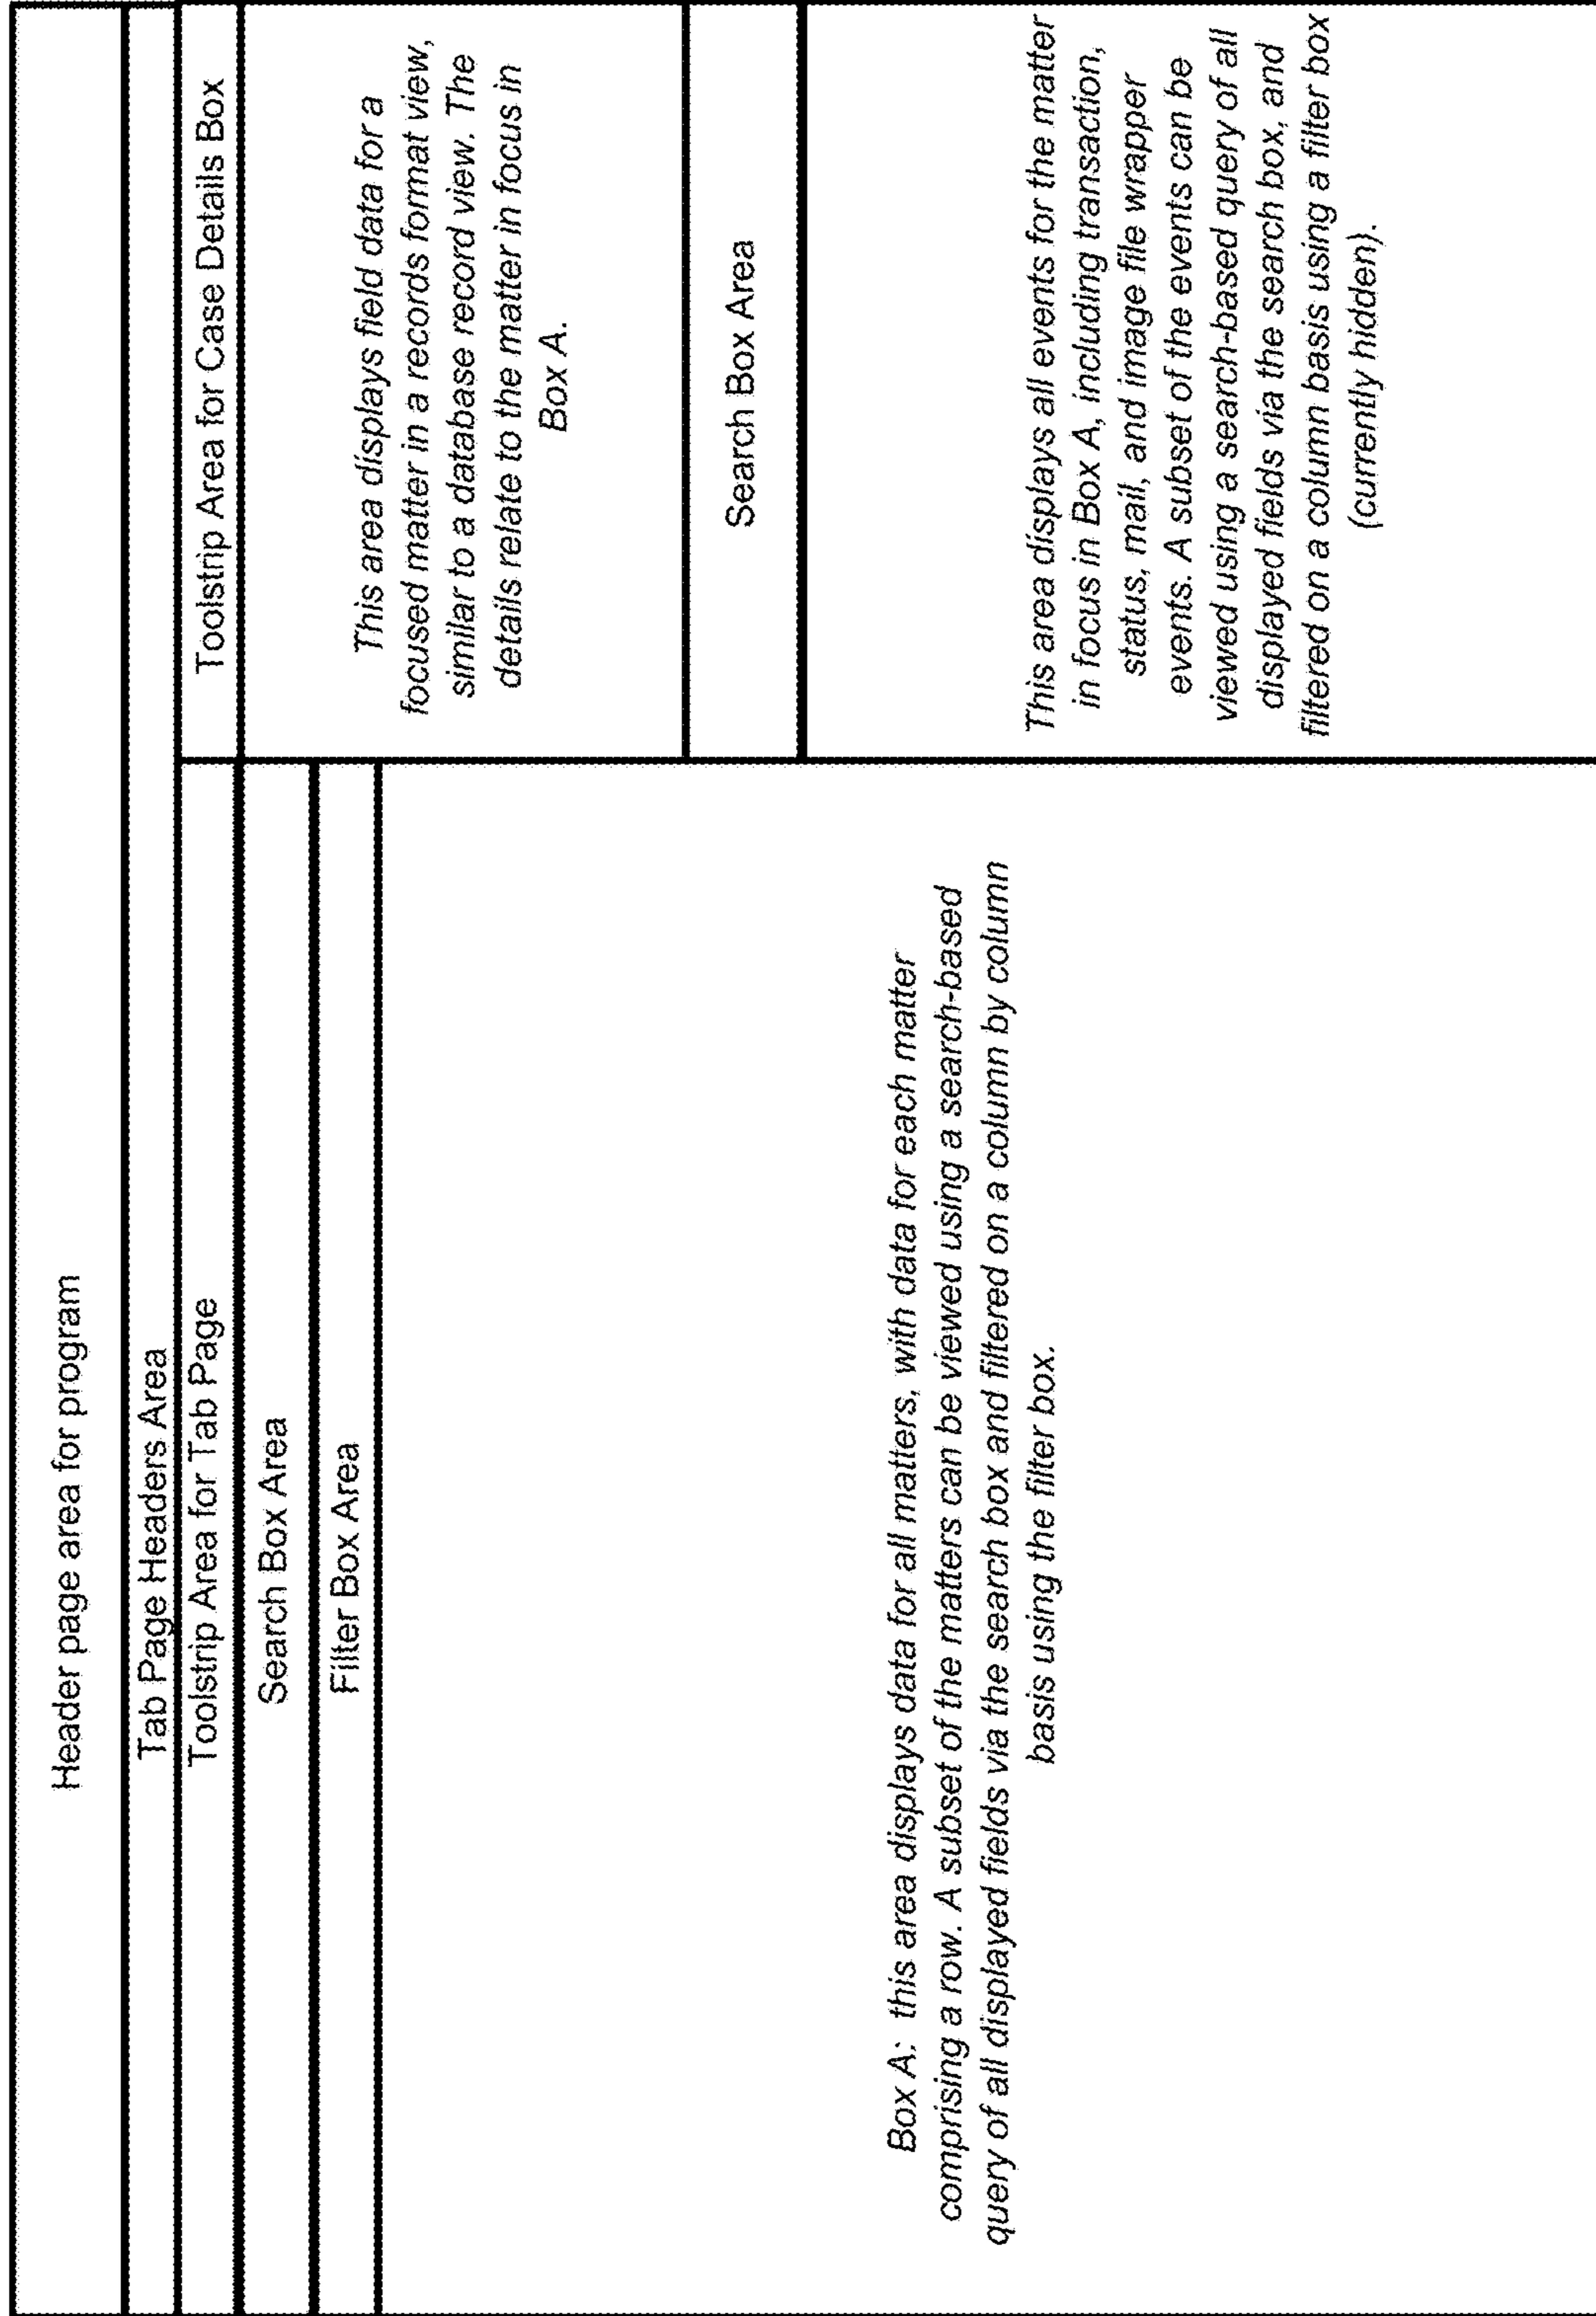 Header page area for program
Tab Page Headers Area
Toolstrip Area for Tab Page
Search Box Area
Filter Box Area
Box A: this area displays data for all matters, with data for each matter
comprising a row. A subset of the matters can be viewed using a search-based
query of all displayed fields via the search box and filtered on a column by column
basis using the filter box.
Toolstrip Area for Case Details Box
This area displays field data for a
focused matter in a records format view,
similar to a database record view. The
details relate to the matter in focus in
Box A.
Search Box Area
This area displays all events for the matter
in focus in Box A, including transaction,
status, mail, and image file wrapper
events. A subset of the events can be
viewed using a search-based query of all
displayed fields via the search box, and
filtered on a column basis using a filter box
(currently hidden).